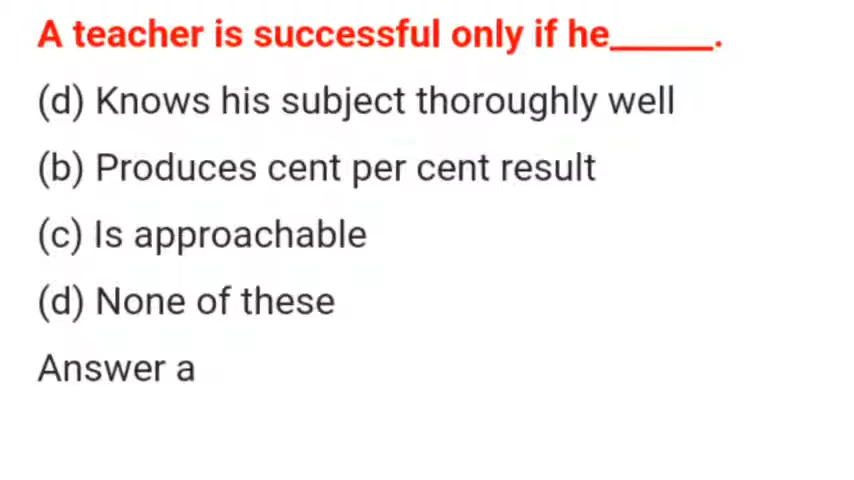 A teacher is successful only if he______.
(d) Knows his subject thoroughly well
(b) Produces cent per cent result
(c) Is approachable
(d) None of these
Answer a